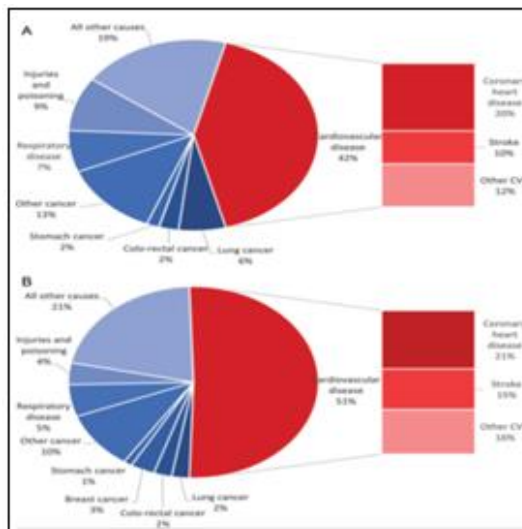 A
All other causes
19%
Injuries
and
poisoning
9%
Respiratory
disease
7%
Other cancer
13%
Stomach cancer
2%
Colo-rectal cancer
2%
Lung cancer
6%
ardiovascular
disease
42%
Coronar
heart
disease
20%
Stroke
10%
Other CV
12%
B
All other causes
21%
Injuries and
poisoning
4%
Respiratory
disease
5%
Other cancer
10%
Stomach cancer
1%
Breast cancer
3%
Colo-rectal cancer
2%
Lung cancer
2%
ardiovascular
disease
51%
Coronar
heart
disease
21%
Stroke
15%
Other CV
16%